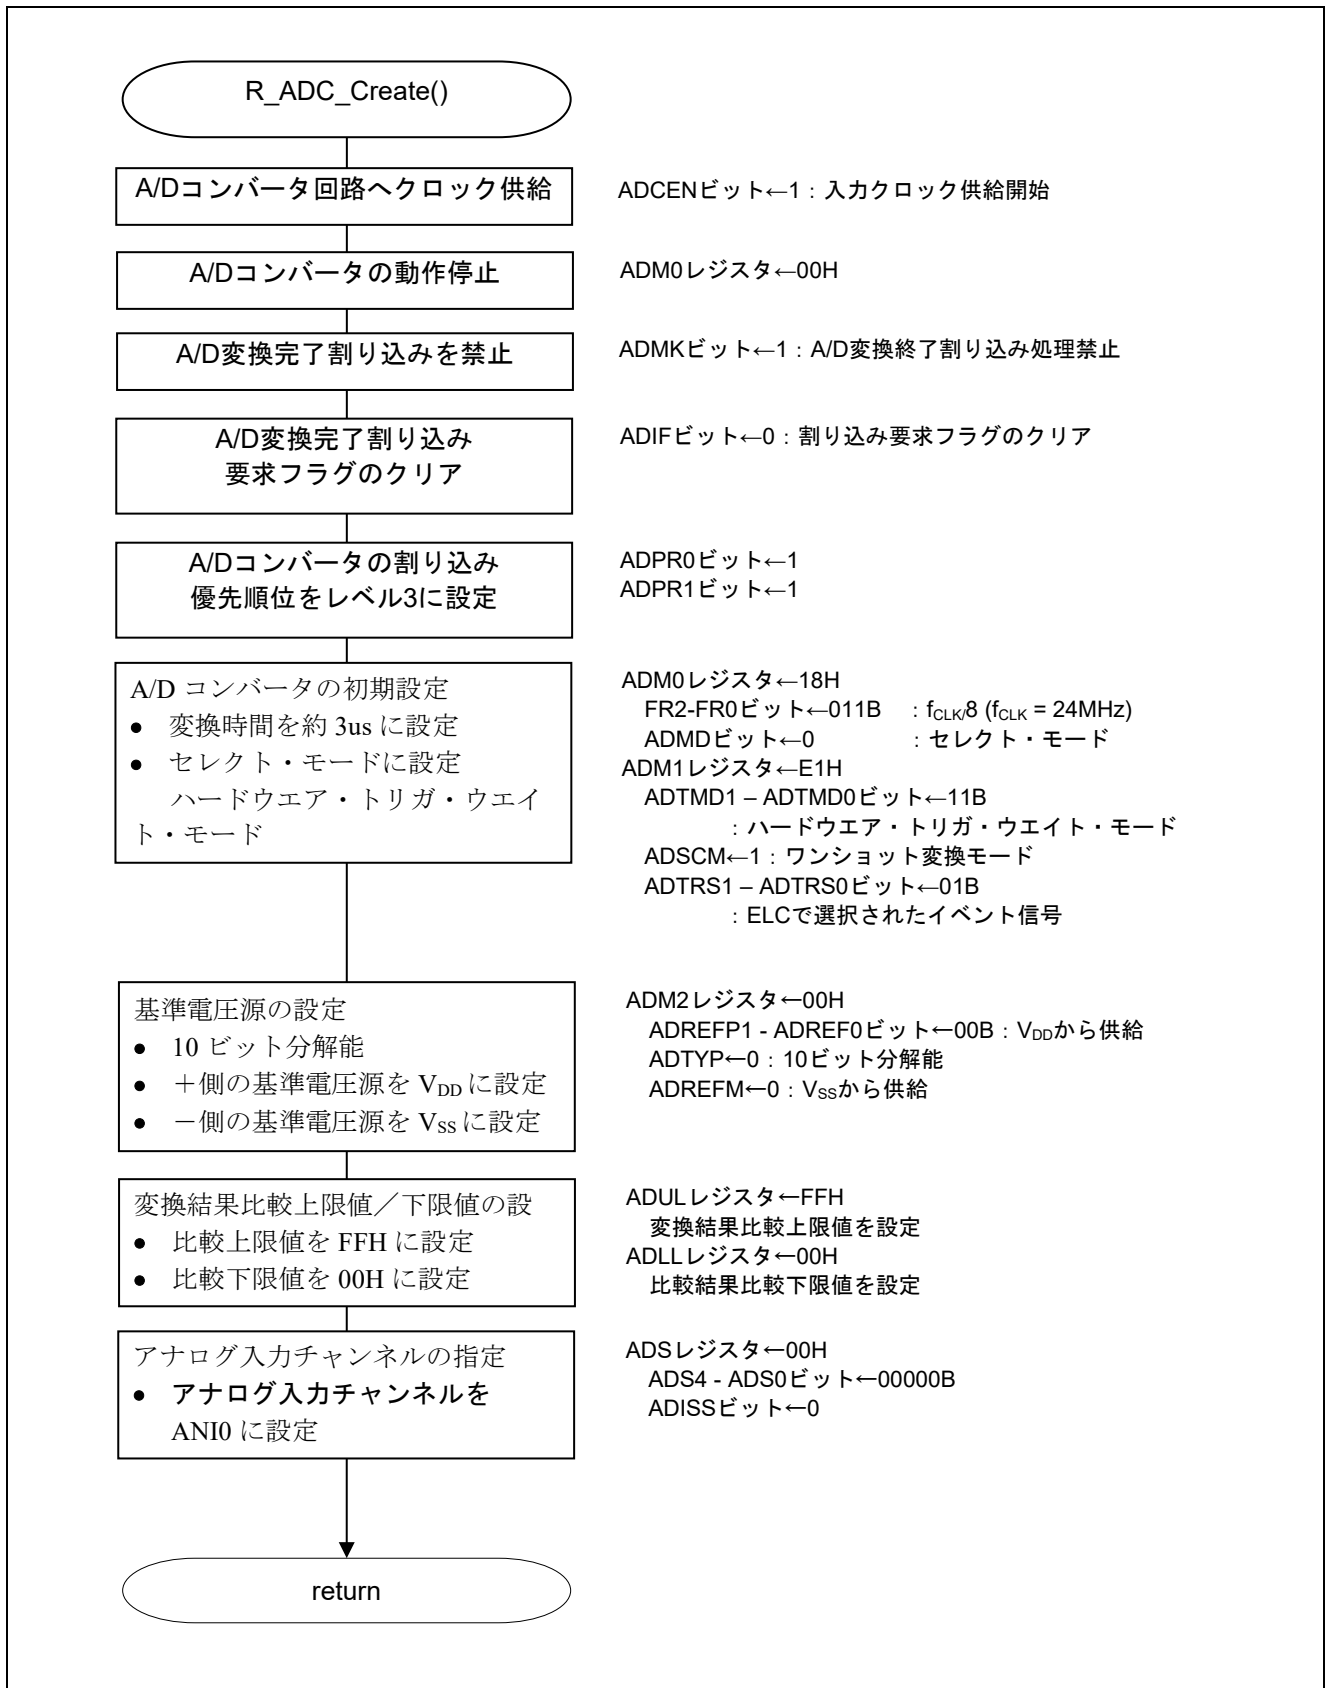 R_ADC_Create()
A/Dコンバータ回路へクロック供給
ADCENビット←1：入力クロック供給開始
A/Dコンバータの動作停止
ADM0レジスタ←00H
A/D変換完了割り込みを禁止
ADMKビット←1：A/D変換終了割り込み処理禁止
A/D変換完了割り込み
要求フラグのクリア
ADIFビット←0：割り込み要求フラグのクリア
A/Dコンバータの割り込み
優先順位をレベル3に設定
ADPR0ビット←1
ADPR1ビット←1
A/D コンバータの初期設定
● 変換時間を約 3us に設定
● セレクト・モードに設定
ハードウエア・トリガ・ウエイ
ト・モード
ADM0レジスタ←18H
FR2-FR0ビット←011B ：fCLK/8 (fCLK = 24MHz)
ADMDビット←0 ：セレクト・モード
ADM1レジスタ←E1H
ADTMD1 – ADTMD0ビット←11B
：ハードウエア・トリガ・ウエイト・モード
ADSCM←1：ワンショット変換モード
ADTRS1 – ADTRS0ビット←01B
：ELCで選択されたイベント信号
基準電圧源の設定
● 10 ビット分解能
● ＋側の基準電圧源を VDD に設定
● －側の基準電圧源を VSS に設定
ADM2レジスタ←00H
ADREFP1 - ADREF0ビット←00B：VDDから供給
ADTYP←0：10ビット分解能
ADREFM←0：VSSから供給
変換結果比較上限値／下限値の設
● 比較上限値を FFH に設定
● 比較下限値を 00H に設定
ADULレジスタ←FFH
変換結果比較上限値を設定
ADLLレジスタ←00H
比較結果比較下限値を設定
アナログ入力チャンネルの指定
● アナログ入力チャンネルを
ANI0 に設定
ADSレジスタ←00H
ADS4 - ADS0ビット←00000B
ADISSビット←0
return